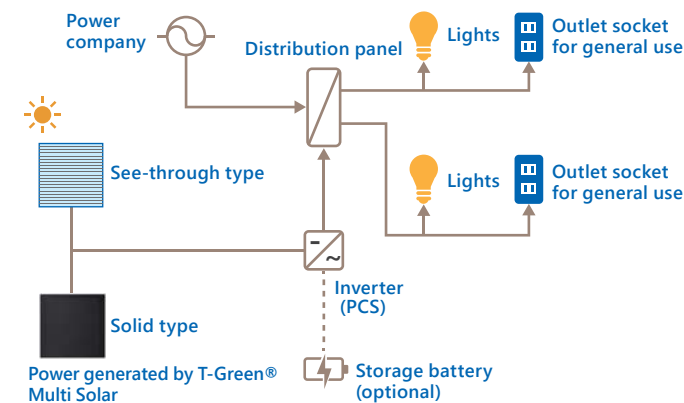 Power
company
Distribution panel
Lights
Outlet socket
for general use
See-through type
Lights
Outlet socket
for general use
Inverter
(PCS)
Solid type
Power generated by T-Green®
Multi Solar
Storage battery
(optional)